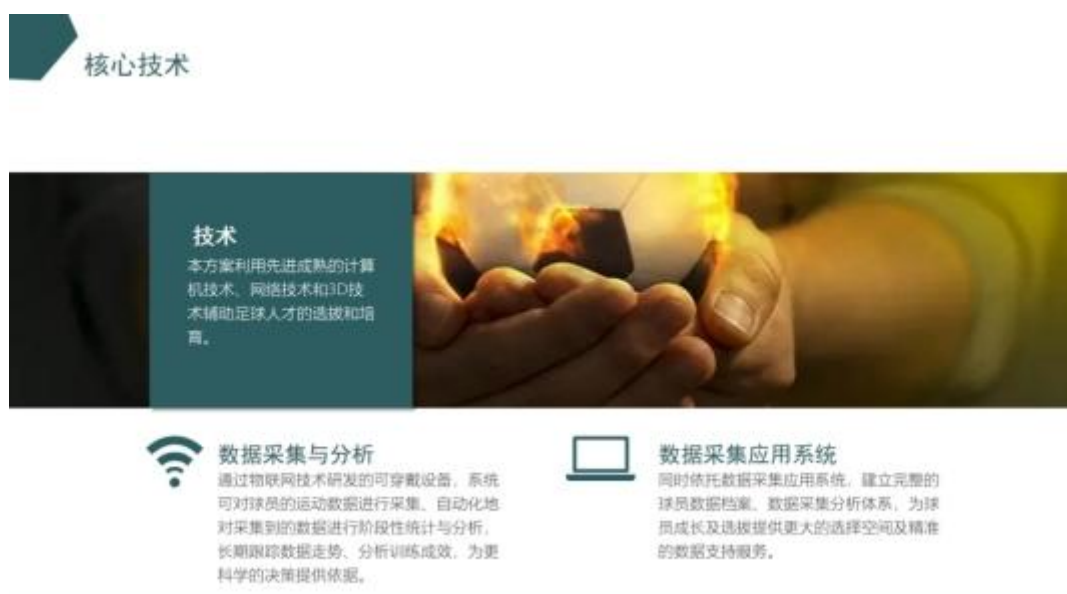 核心技术
技术
本方案利用先进成熟的计算
机技术、网络技术和3D技
术辅助足球人才的选拔和培
育。
数据采集与分析
通过物联网技术研发的可穿戴设备，系统
可对球员的运动数据进行采集、自动化地
对采集到的数据进行阶段性统计与分析，
长期跟踪数据走势、分析训练成效，为更
科学的决策提供依据。
数据采集应用系统
同时依托数据采集应用系统，建立完整的
球员数据档案、数据采集分析体系，为球
员成长及选拔提供更大的选择空间及精准
的数据支持服务。